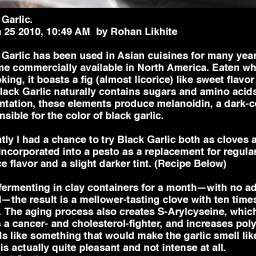 Garlic.
25 2010, 10:49 AM by Rohan Likhite
Garlic has been used in Asian cuisines for many year
me commercially available in North America. Eaten wh
king, it boasts a fig (almost licorice) like sweet flavor
lack Garlic naturally contains sugars and amino acids
ntation, these elements produce melanoidin, a dark-c
nsible for the color of black garlic.
ntly I had a chance to try Black Garlic both as cloves a
incorporated into a pesto as a replacement for regular
ce flavor and a slight darker tint. (Recipe Below)
fermenting in clay containers for a month—with no ad
d—the result is a mellower-tasting clove with ten times
. The aging process also creates S-Arylcyseine, which
s a cancer- and cholesterol-fighter, and increases poly
ls like something that would make the garlic smell like
is actually quite pleasant and not intense at all.